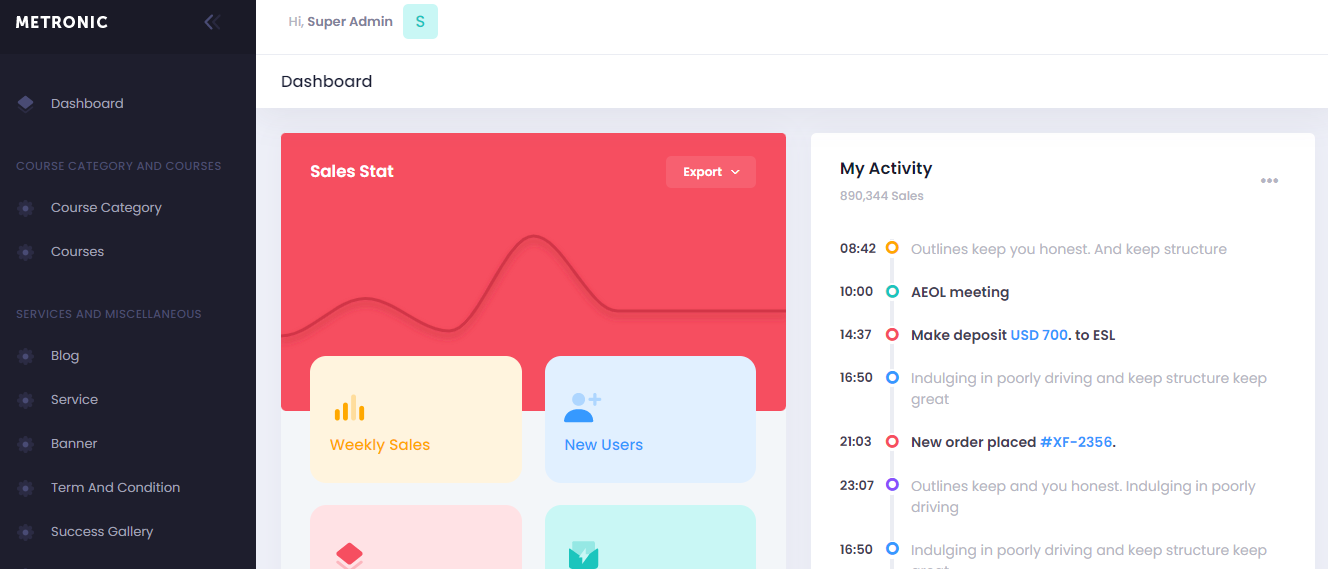 METRONIC
Hi, Super Admin
S
Dashboard
Dashboard
COURSE CATEGORY AND COURSES
Course Category
Courses
SERVICES AND MISCELLANEOUS
Blog
Service
Banner
Term And Condition
Success Gallery
Sales Stat
Export
Weekly Sales
New Users
My Activity
890,344 Sales
08:42 Outlines keep you honest. And keep structure
10:00 AEOL meeting
14:37 Make deposit USD 700. to ESL
16:50 Indulging in poorly driving and keep structure keep
great
21:03 New order placed #XF-2356.
23:07 Outlines keep and you honest. Indulging in poorly
driving
16:50 Indulging in poorly driving and keep structure keep